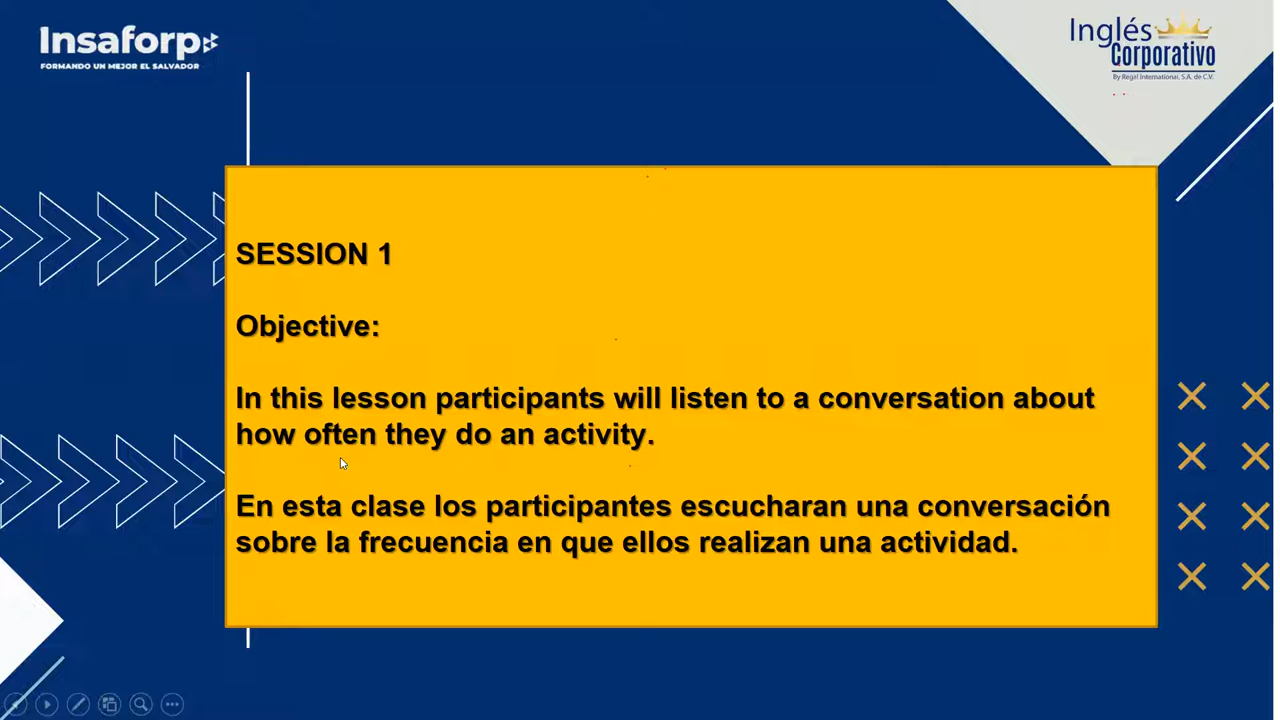 Insaforp
FORMANDO UN MEJOR EL SALVADOR
Inglés
Corporativo
By Regal International, S.A. de C.V.
SESSION 1
Objective:
In this lesson participants will listen to a conversation about
how often they do an activity.
En esta clase los participantes escucharan una conversación
sobre la frecuencia en que ellos realizan una actividad.